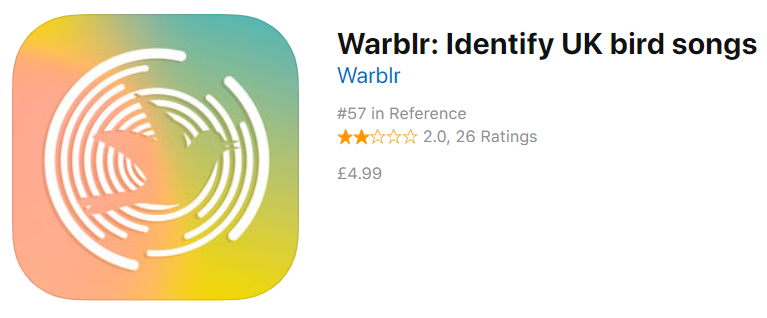 Warblr: Identify UK bird songs
Warblr
#57 in Reference
2.0, 26 Ratings
£4.99